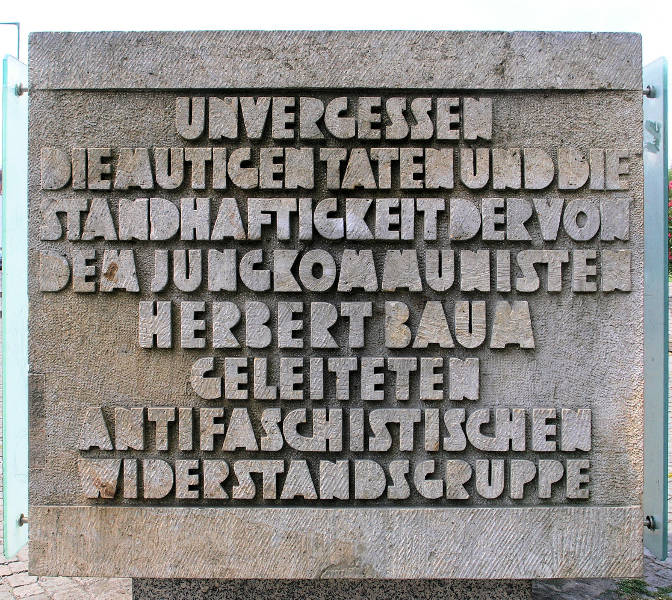 UNVERGESSEN
DIE MUTIGEN TATEN UND DIE
STANDHAFTIGKEIT DER VON
DEM JUNGKOMMUNISTEN
HERBERT BAUM
GELEITETEN
ANTIFASCHISTISCHEN
WIDERSTANDSGRUPPE